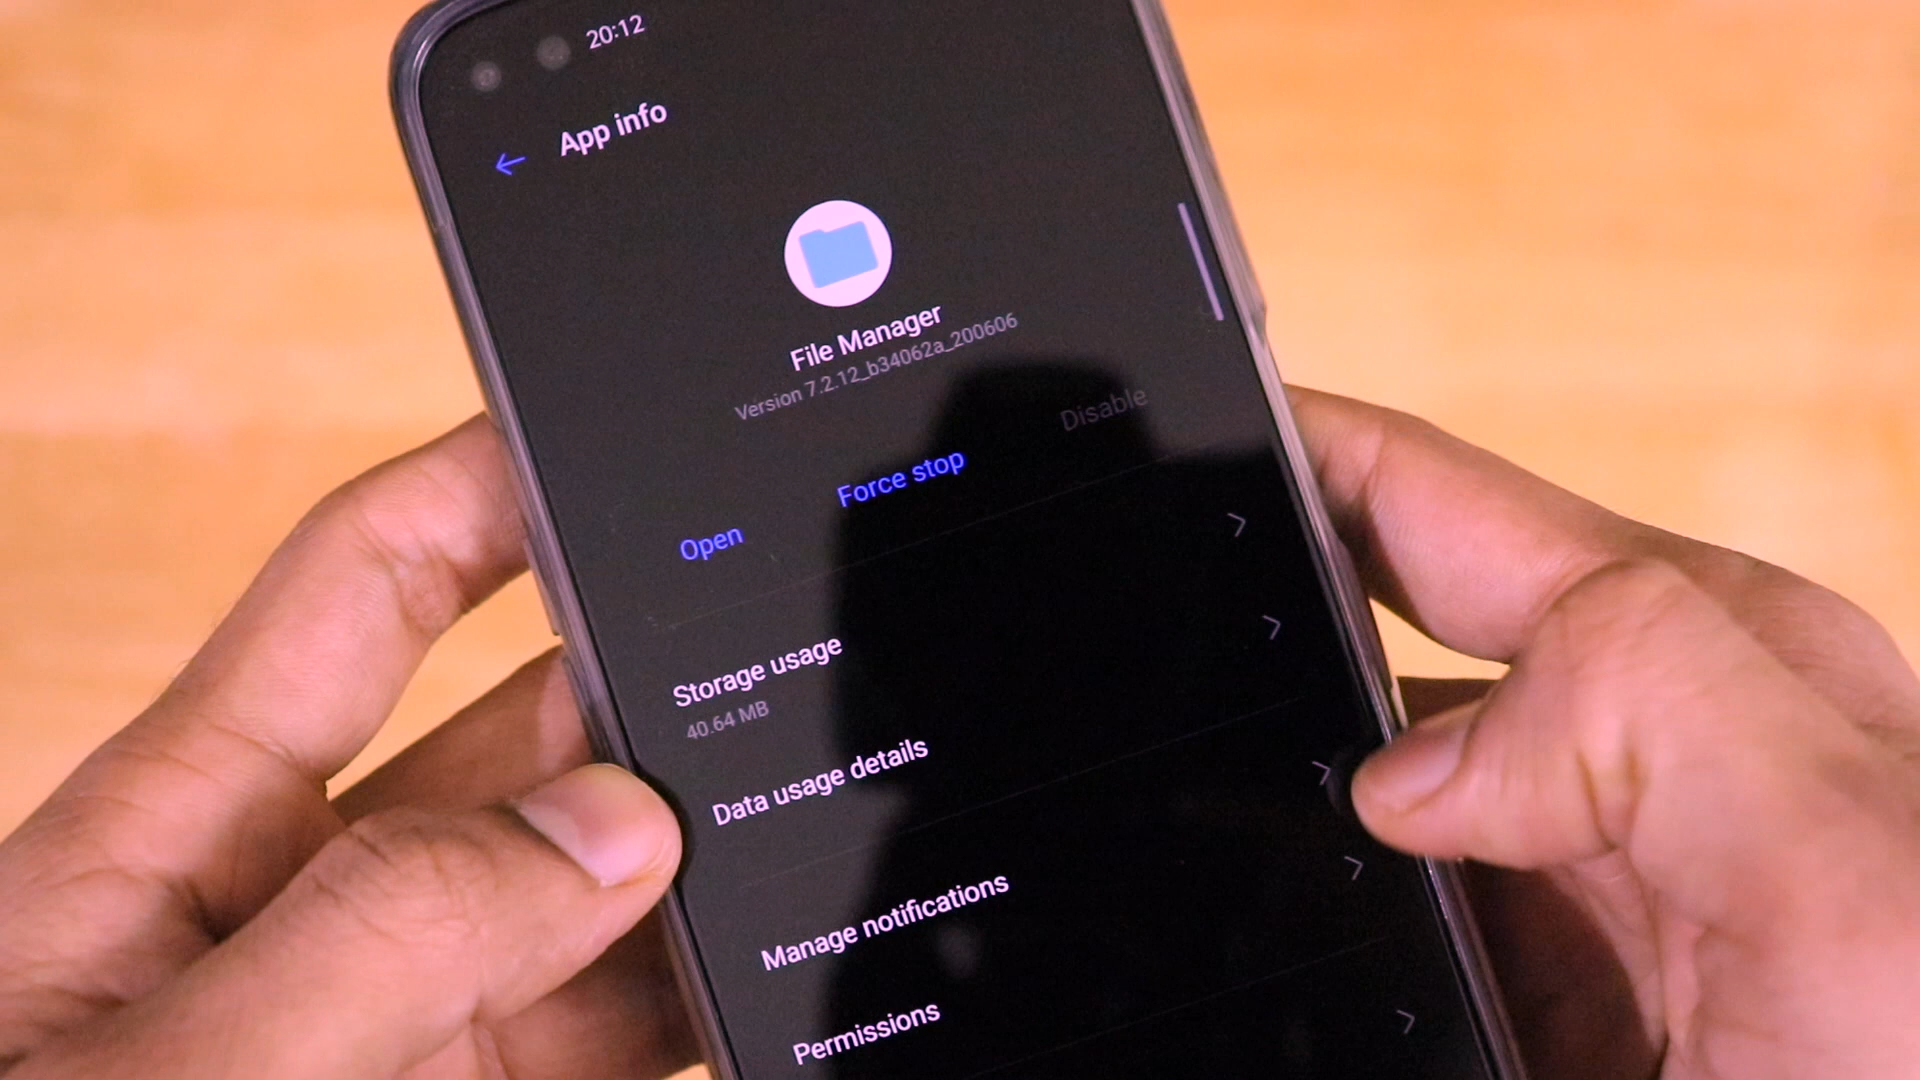 20:12
App info
File Manager
Version 7.2.12_b34062a_200606
Open
Force stop
Disable
Storage usage
40.64 MB
Data usage details
Manage notifications
Permissions